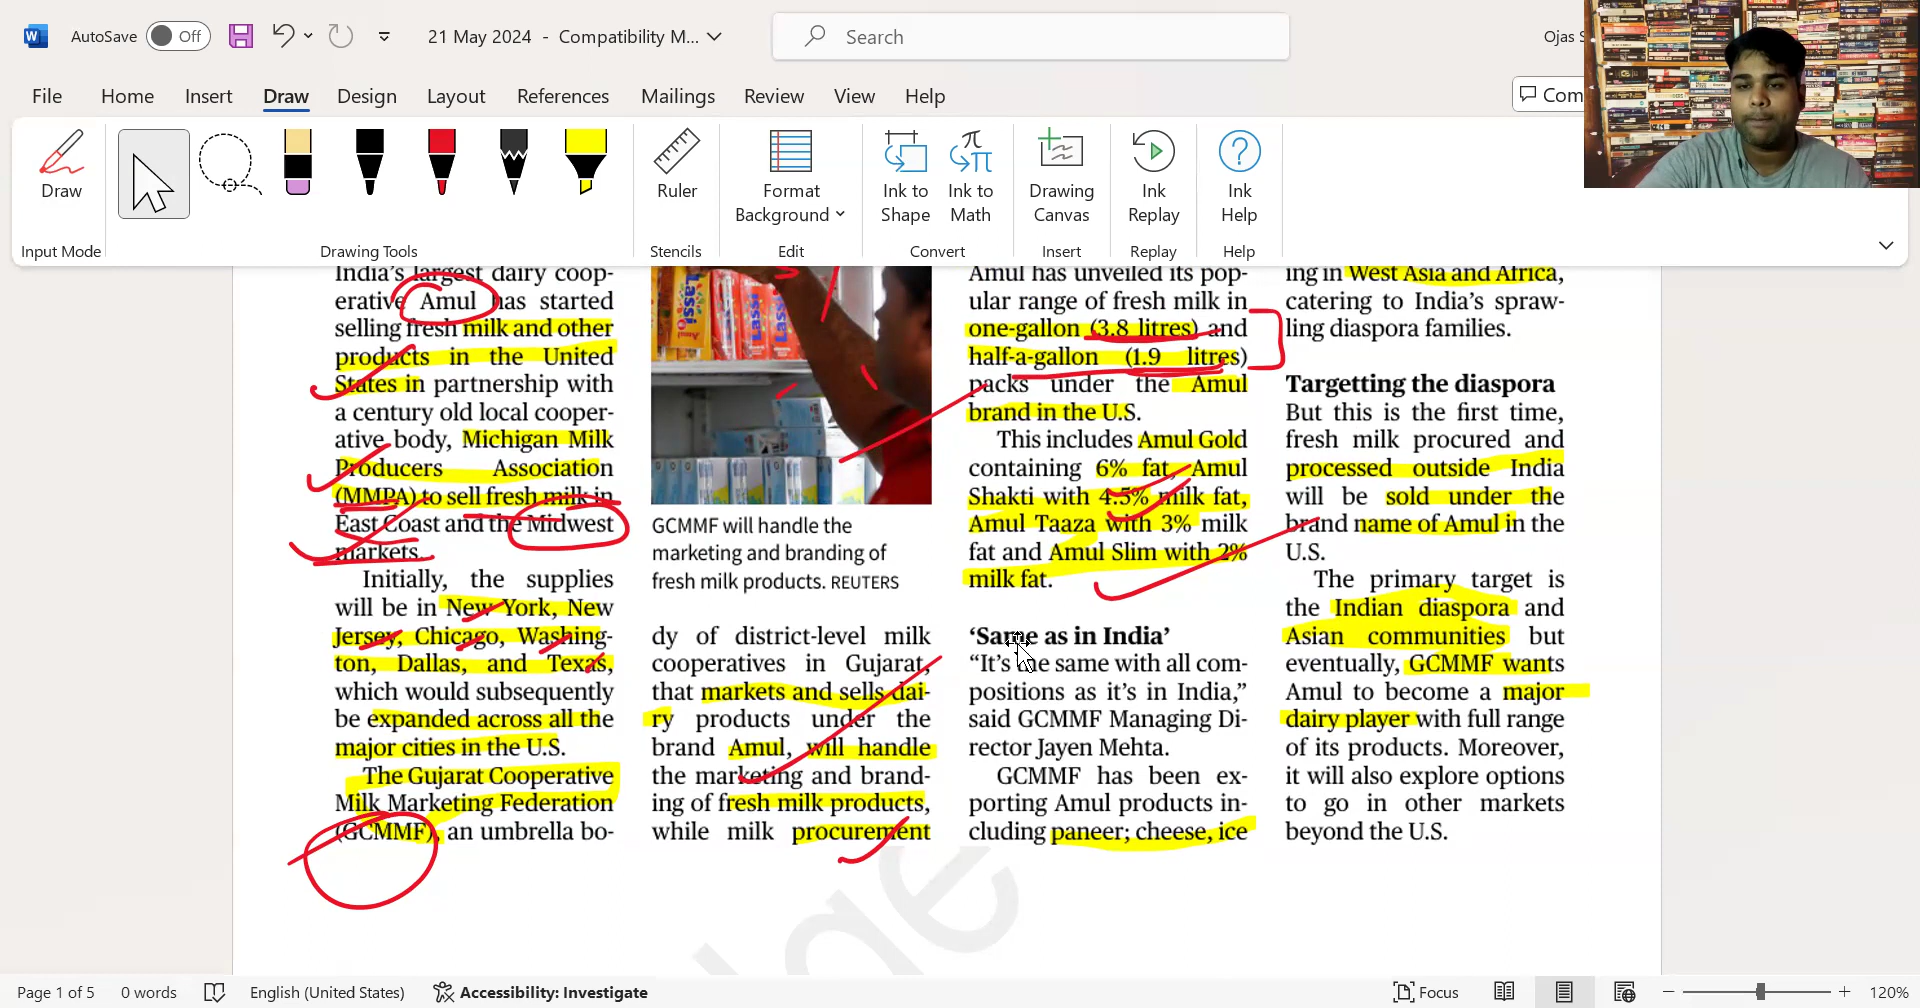 AutoSave Off 21 May 2024 - Compatibility M... Search Ojas S
File Home Insert Draw Design Layout References Mailings Review View Help Com
Draw
Ruler
Format
Background
Ink to
Shape
Ink to
Math
Drawing
Canvas
Ink
Replay
Ink
Help
Input Mode Drawing Tools Stencils Edit Convert Insert Replay Help
India's largest dairy coop-
erative Amul has started
selling fresh milk and other
products in the United
States in partnership with
a century old local cooper-
ative body, Michigan Milk
Producers Association
(MMPA) to sell fresh milk in
East Coast and the Midwest
markets.
Initially, the supplies
will be in New York, New
Jersey, Chicago, Washing-
ton, Dallas, and Texas,
which would subsequently
be expanded across all the
major cities in the U.S.
The Gujarat Cooperative
Milk Marketing Federation
(GCMMF), an umbrella bo-
Lassi
Lassi
GCMMF will handle the
marketing and branding of
fresh milk products. REUTERS
dy of district-level milk
cooperatives in Gujarat,
that markets and sells dai-
ry products under the
brand Amul, will handle
the marketing and brand-
ing of fresh milk products,
while milk procurement
Amul has unveiled its pop-
ular range of fresh milk in
one-gallon (3.8 litres) and
half-a-gallon (1.9 litres)
packs under the Amul
brand in the U.S.
This includes Amul Gold
containing 6% fat, Amul
Shakti with 4.5% milk fat,
Amul Taaza with 3% milk
fat and Amul Slim with 2%
milk fat.
'Same as in India'
"It's the same with all com-
positions as it's in India,"
said GCMMF Managing Di-
rector Jayen Mehta.
GCMMF has been ex-
porting Amul products in-
cluding paneer; cheese, ice
ing in West Asia and Africa,
catering to India's spraw-
ling diaspora families.
Targetting the diaspora
But this is the first time,
fresh milk procured and
processed outside India
will be sold under the
brand name of Amul in the
U.S.
The primary target is
the Indian diaspora and
Asian communities but
eventually, GCMMF wants
Amul to become a major
dairy player with full range
of its products. Moreover,
it will also explore options
to go in other markets
beyond the U.S.
dge
Page 1 of 5 0 words English (United States) Accessibility: Investigate Focus 120%